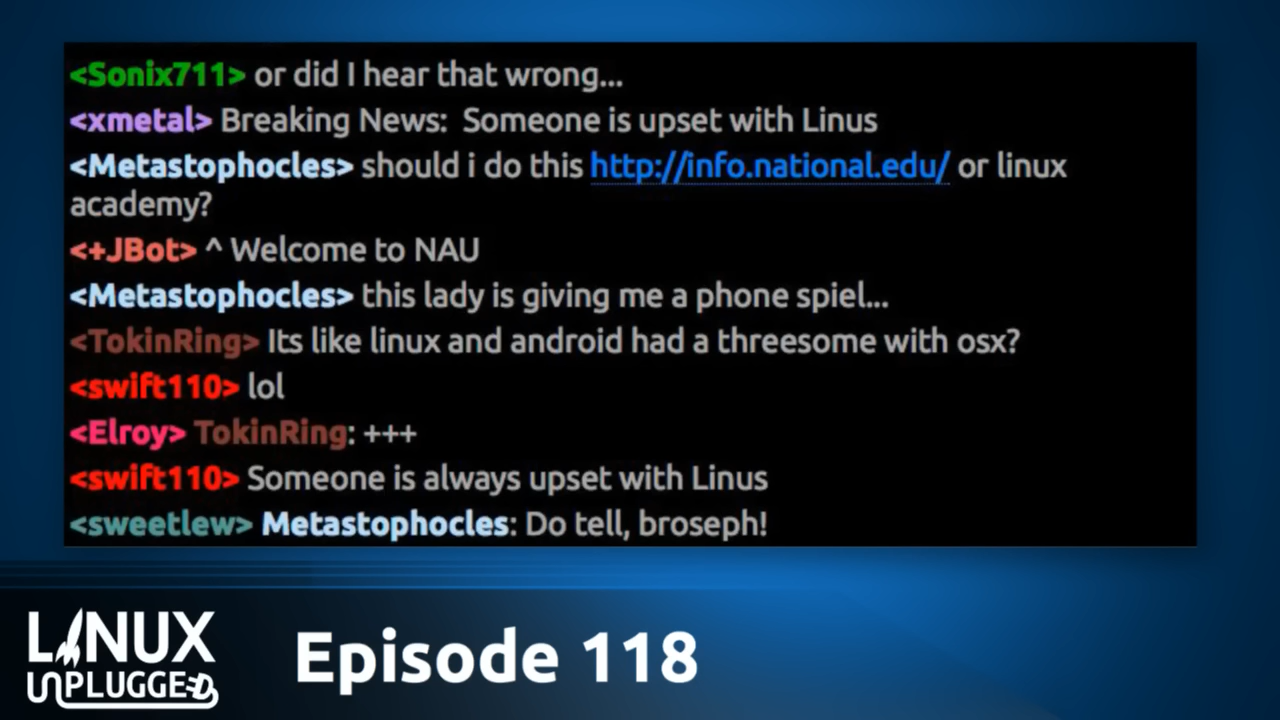 <Sonix711> or did I hear that wrong...
<xmetal> Breaking News:  Someone is upset with Linus
<Metastophocles> should i do this http://info.national.edu/ or linux
academy?
<+JBot> ^ Welcome to NAU
<Metastophocles> this lady is giving me a phone spiel...
<TokinRing> Its like linux and android had a threesome with osx?
<swift110> lol
<Elroy> TokinRing: +++
<swift110> Someone is always upset with Linus
<sweetlew> Metastophocles: Do tell, broseph!
LINUX
UNPLUGGED
Episode 118